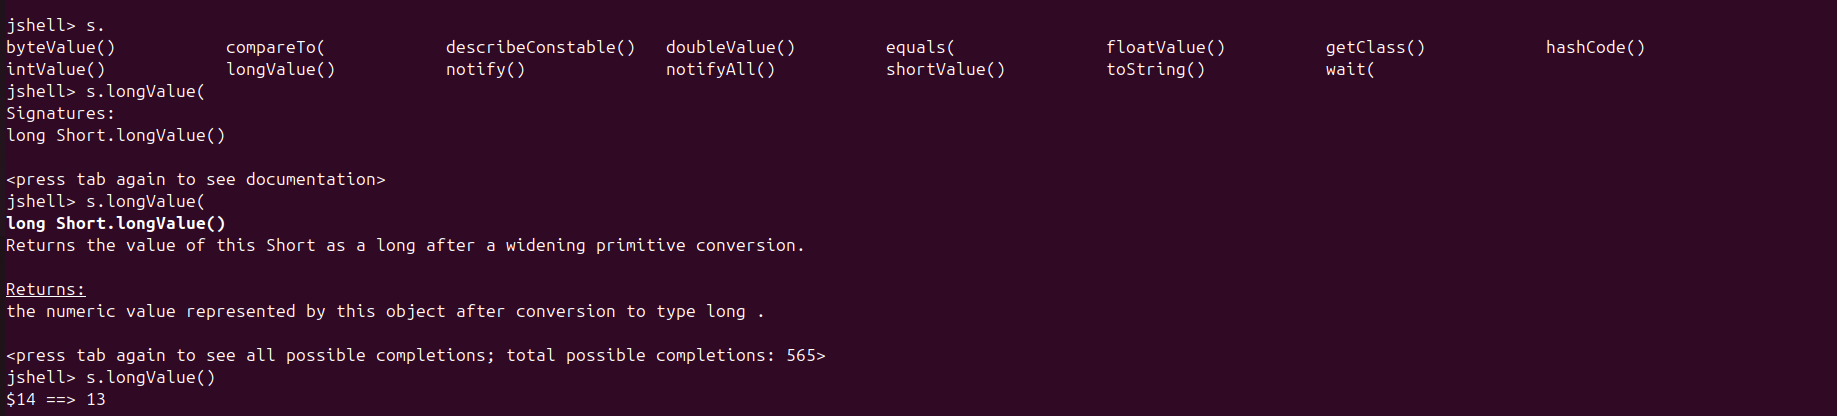 jshell> s.
byteValue() compareTo( describeConstable() doubleValue() equals( floatValue() getClass() hashCode()
intValue() longValue() notify() notifyAll() shortValue() toString() wait(
jshell> s.longValue(
Signatures:
long Short.longValue()
<press tab again to see documentation>
jshell> s.longValue(
long Short.longValue()
Returns the value of this Short as a long after a widening primitive conversion.
Returns:
the numeric value represented by this object after conversion to type long .
<press tab again to see all possible completions; total possible completions: 565>
jshell> s.longValue()
$14 ==> 13